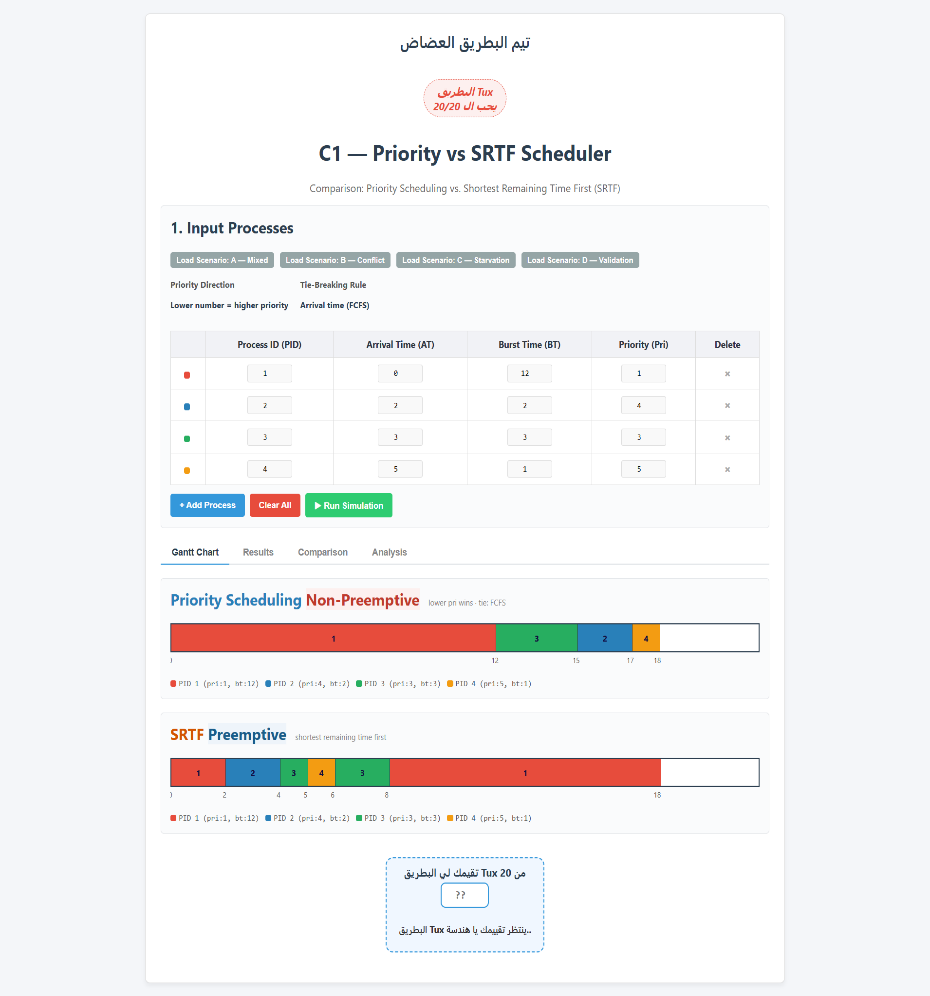 تيم البطريق العضاض
البطريق Tux
يحب ال 20/20
C1 — Priority vs SRTF Scheduler
Comparison: Priority Scheduling vs. Shortest Remaining Time First (SRTF)
1. Input Processes
Load Scenario: A — Mixed Load Scenario: B — Conflict Load Scenario: C — Starvation Load Scenario: D — Validation
Priority Direction Tie-Breaking Rule
Lower number = higher priority Arrival time (FCFS)
Process ID (PID) Arrival Time (AT) Burst Time (BT) Priority (Pri) Delete
1 0 12 1 ×
2 2 2 4 ×
3 3 3 3 ×
4 5 1 5 ×
+ Add Process Clear All ▶ Run Simulation
Gantt Chart Results Comparison Analysis
Priority Scheduling Non-Preemptive lower pri wins · tie: FCFS
1 3 2 4
0 12 15 17 18
PID 1 (pri:1, bt:12) PID 2 (pri:4, bt:2) PID 3 (pri:3, bt:3) PID 4 (pri:5, bt:1)
SRTF Preemptive shortest remaining time first
1 2 3 4 3 1
0 2 4 5 6 8 18
PID 1 (pri:1, bt:12) PID 2 (pri:4, bt:2) PID 3 (pri:3, bt:3) PID 4 (pri:5, bt:1)
من 20 Tux تقيمك لي البطريق
??
..بنتظر تقييمك يا هندسة Tux البطريق